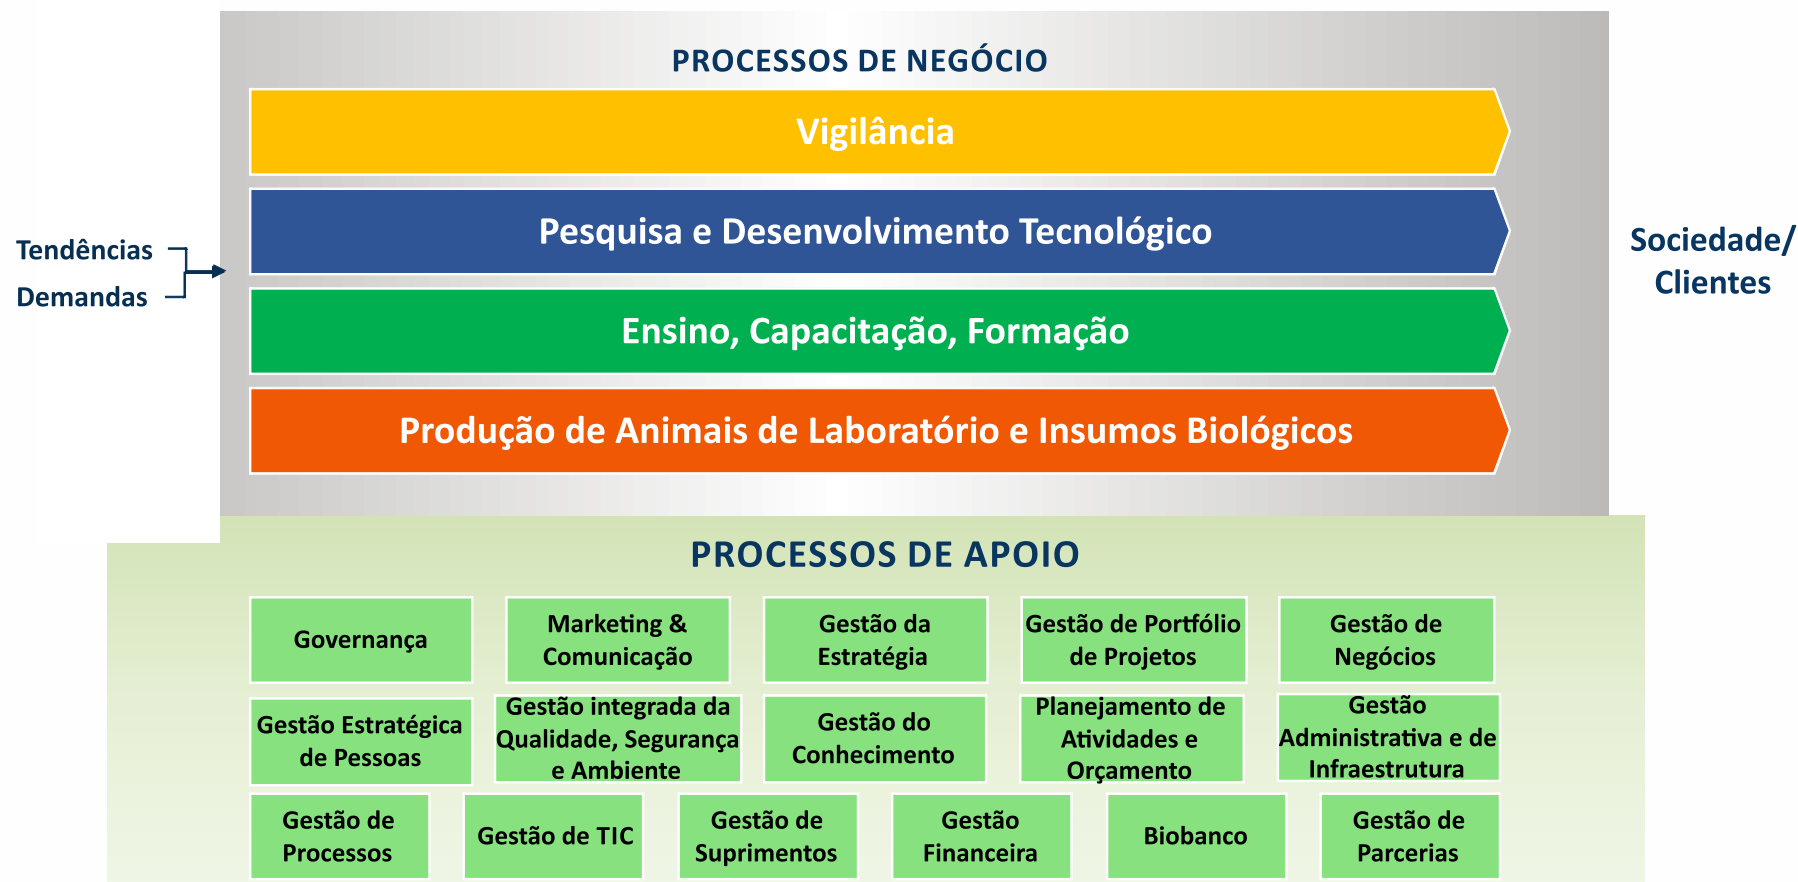 PROCESSOS DE NEGÓCIO
Vigilância
Pesquisa e Desenvolvimento Tecnológico
Ensino, Capacitação, Formação
Produção de Animais de Laboratório e Insumos Biológicos
Tendências
Demandas
Sociedade/
Clientes
PROCESSOS DE APOIO
Governança
Marketing &
Comunicação
Gestão da
Estratégia
Gestão de Portfólio
de Projetos
Gestão de
Negócios
Gestão Estratégica
de Pessoas
Gestão integrada da
Qualidade, Segurança
e Ambiente
Gestão do
Conhecimento
Planejamento de
Atividades e
Orçamento
Gestão
Administrativa e de
Infraestrutura
Gestão de
Processos
Gestão de TIC
Gestão de
Suprimentos
Gestão
Financeira
Biobanco
Gestão de
Parcerias